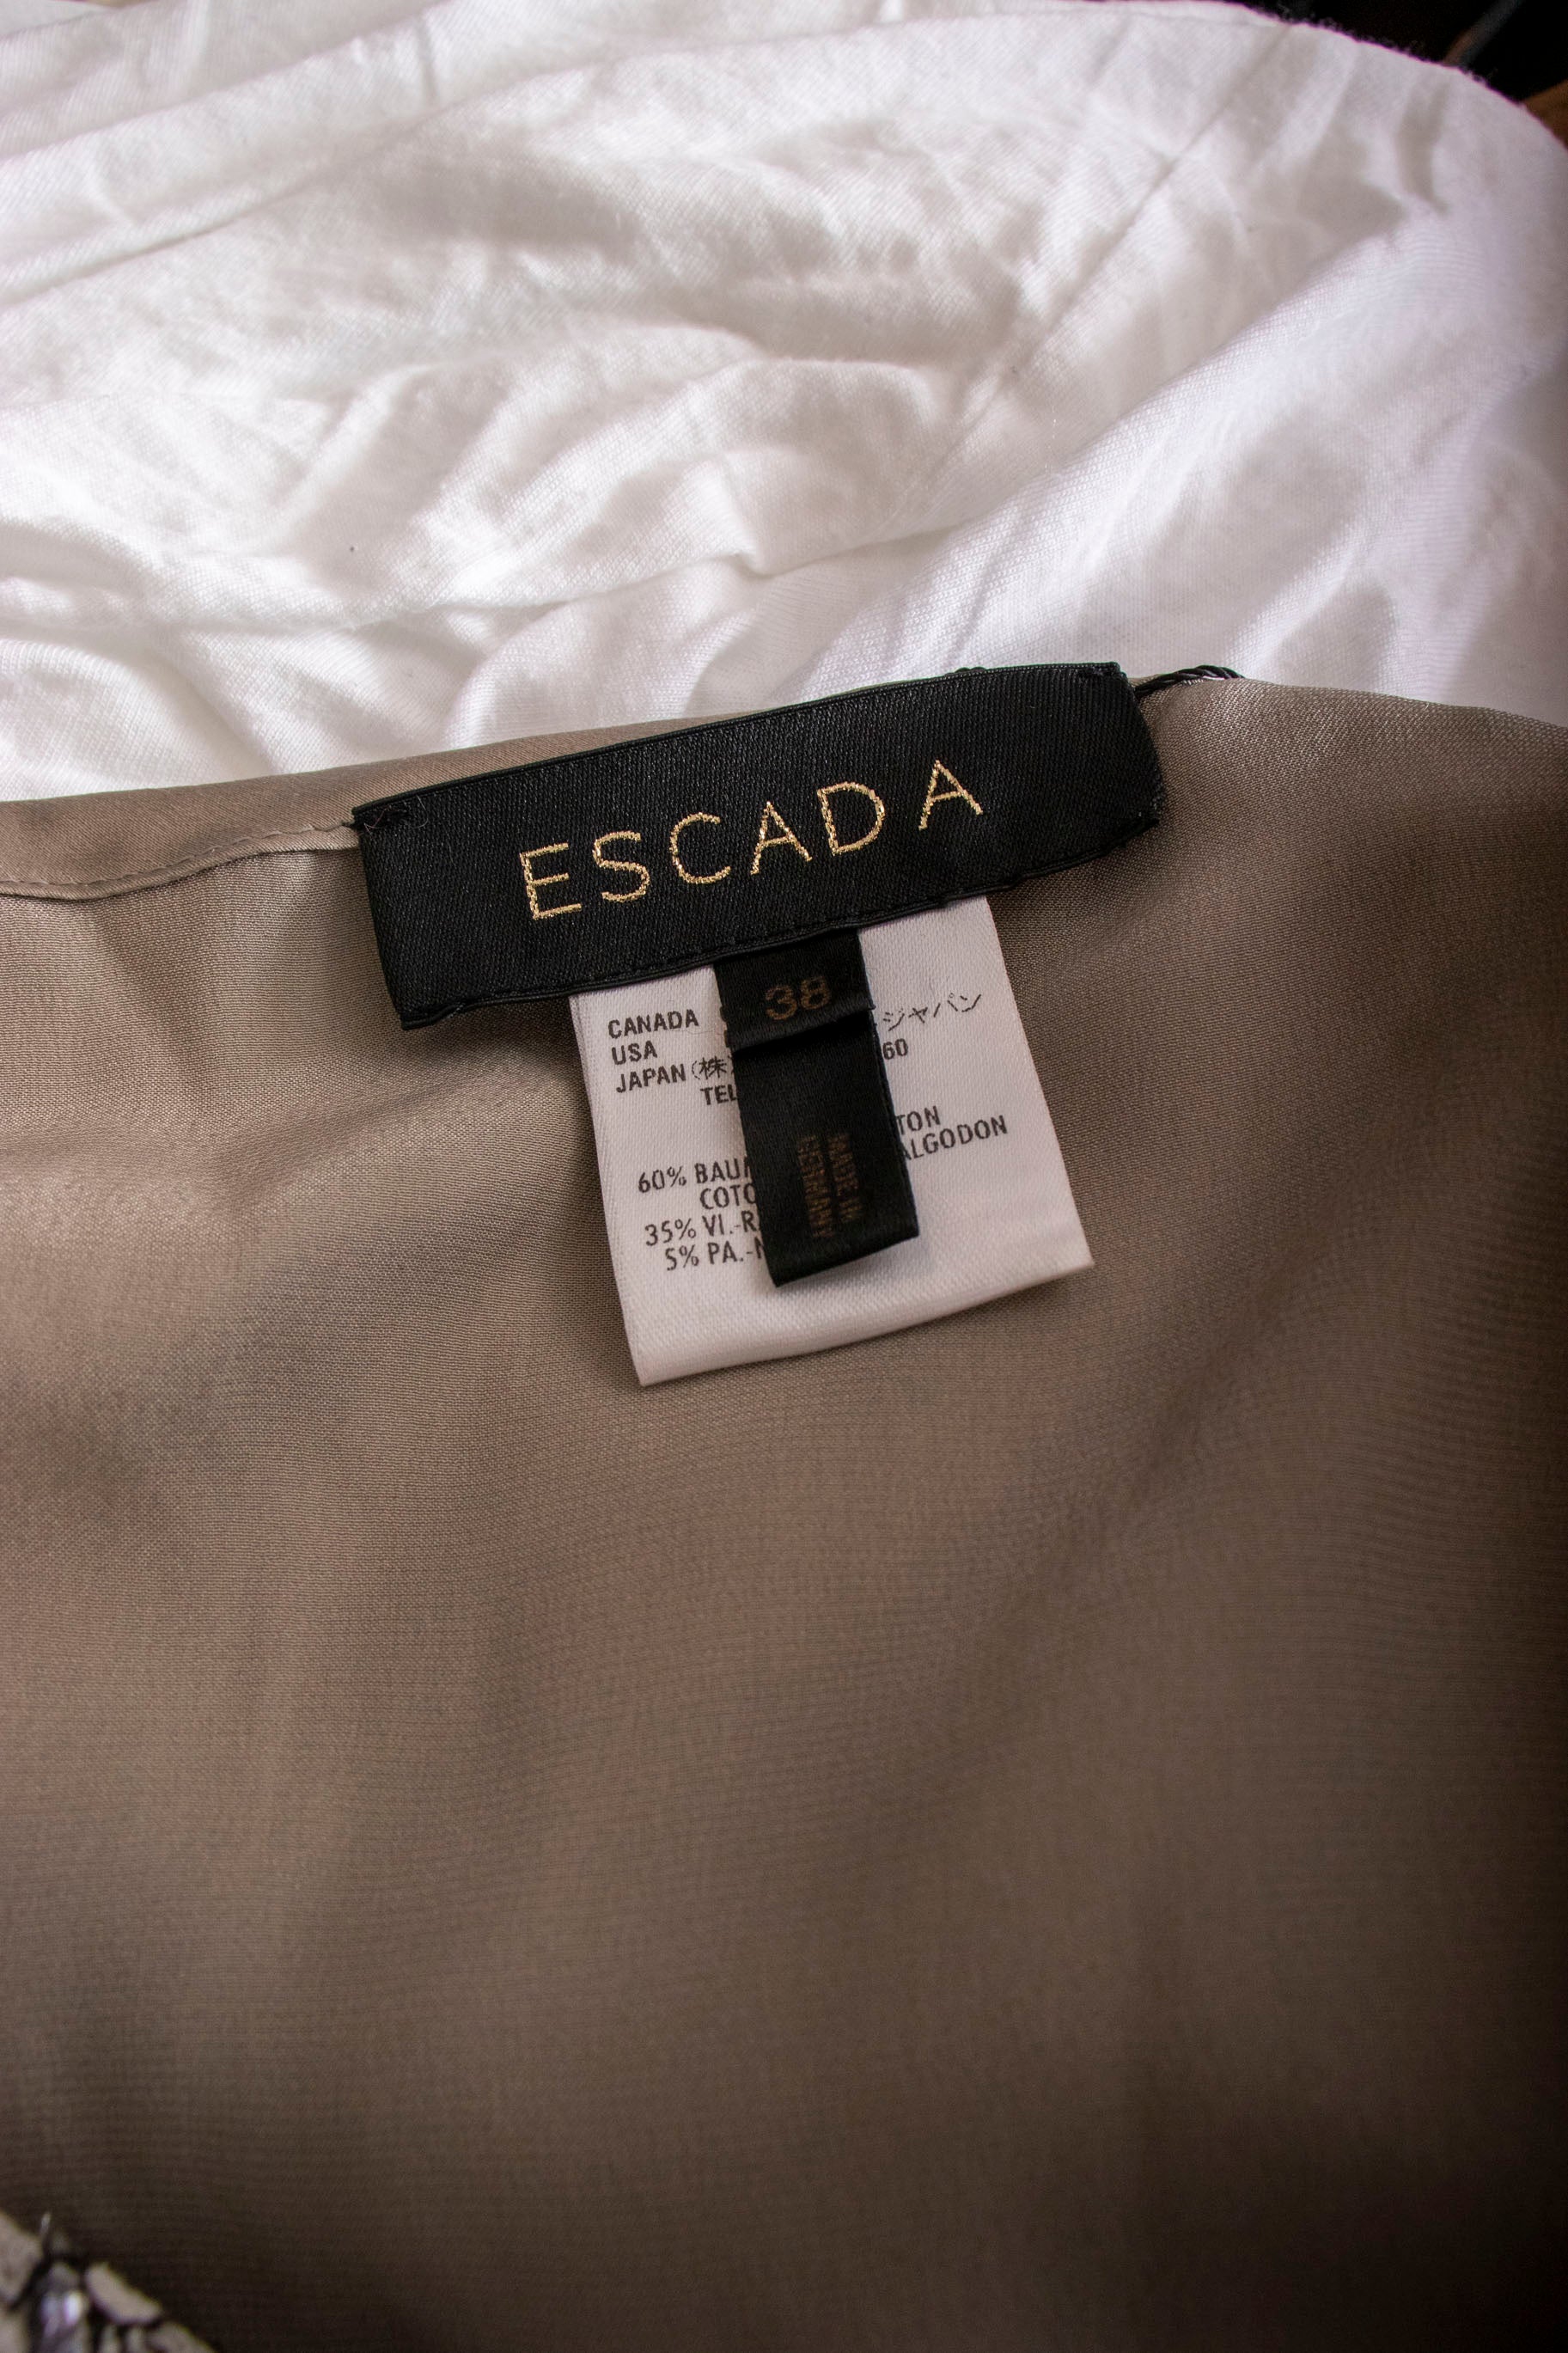 ESCADA
38
CANADA
USA
JAPAN (株) ジャパン
TEL 60
TON
ALGODON
60% BAU
COTO
35% VI.-R
5% PA.-
MADE IN
GERMANY